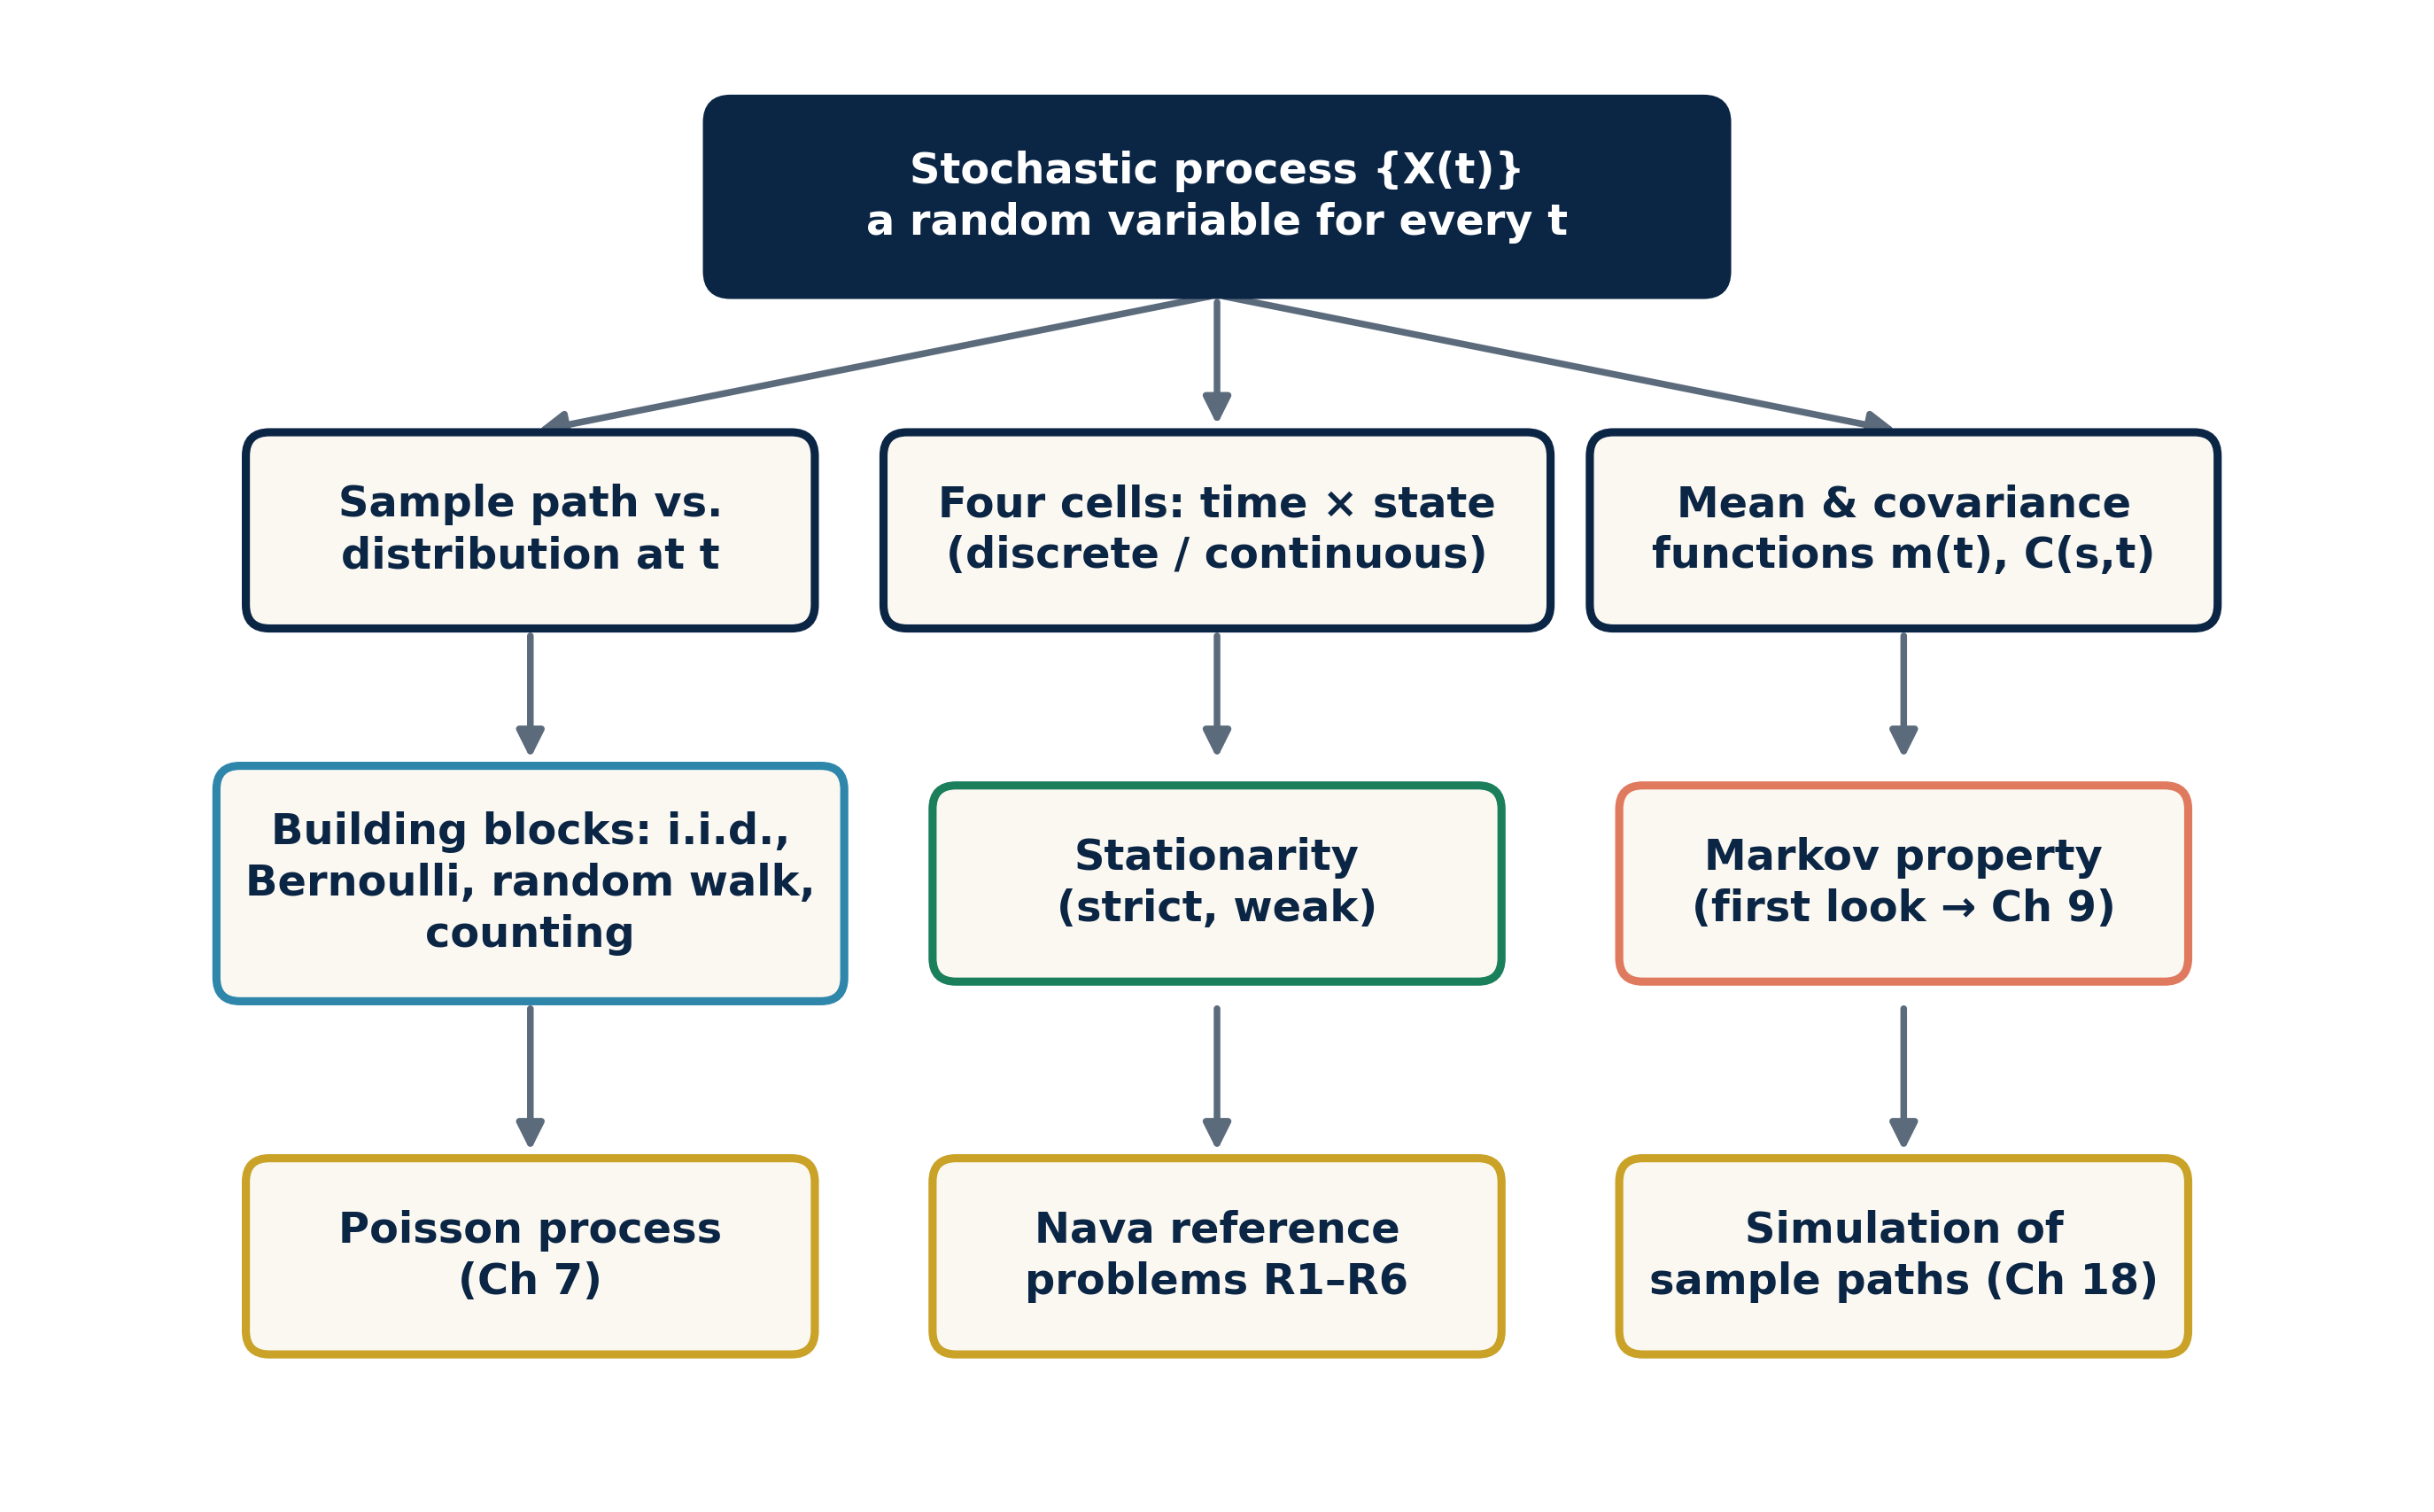 Stochastic process {X(t)}
a random variable for every t
Sample path vs.
distribution at t
Four cells: time × state
(discrete / continuous)
Mean & covariance
functions m(t), C(s,t)
Building blocks: i.i.d.,
Bernoulli, random walk,
counting
Stationarity
(strict, weak)
Markov property
(first look → Ch 9)
Poisson process
(Ch 7)
Nava reference
problems R1–R6
Simulation of
sample paths (Ch 18)